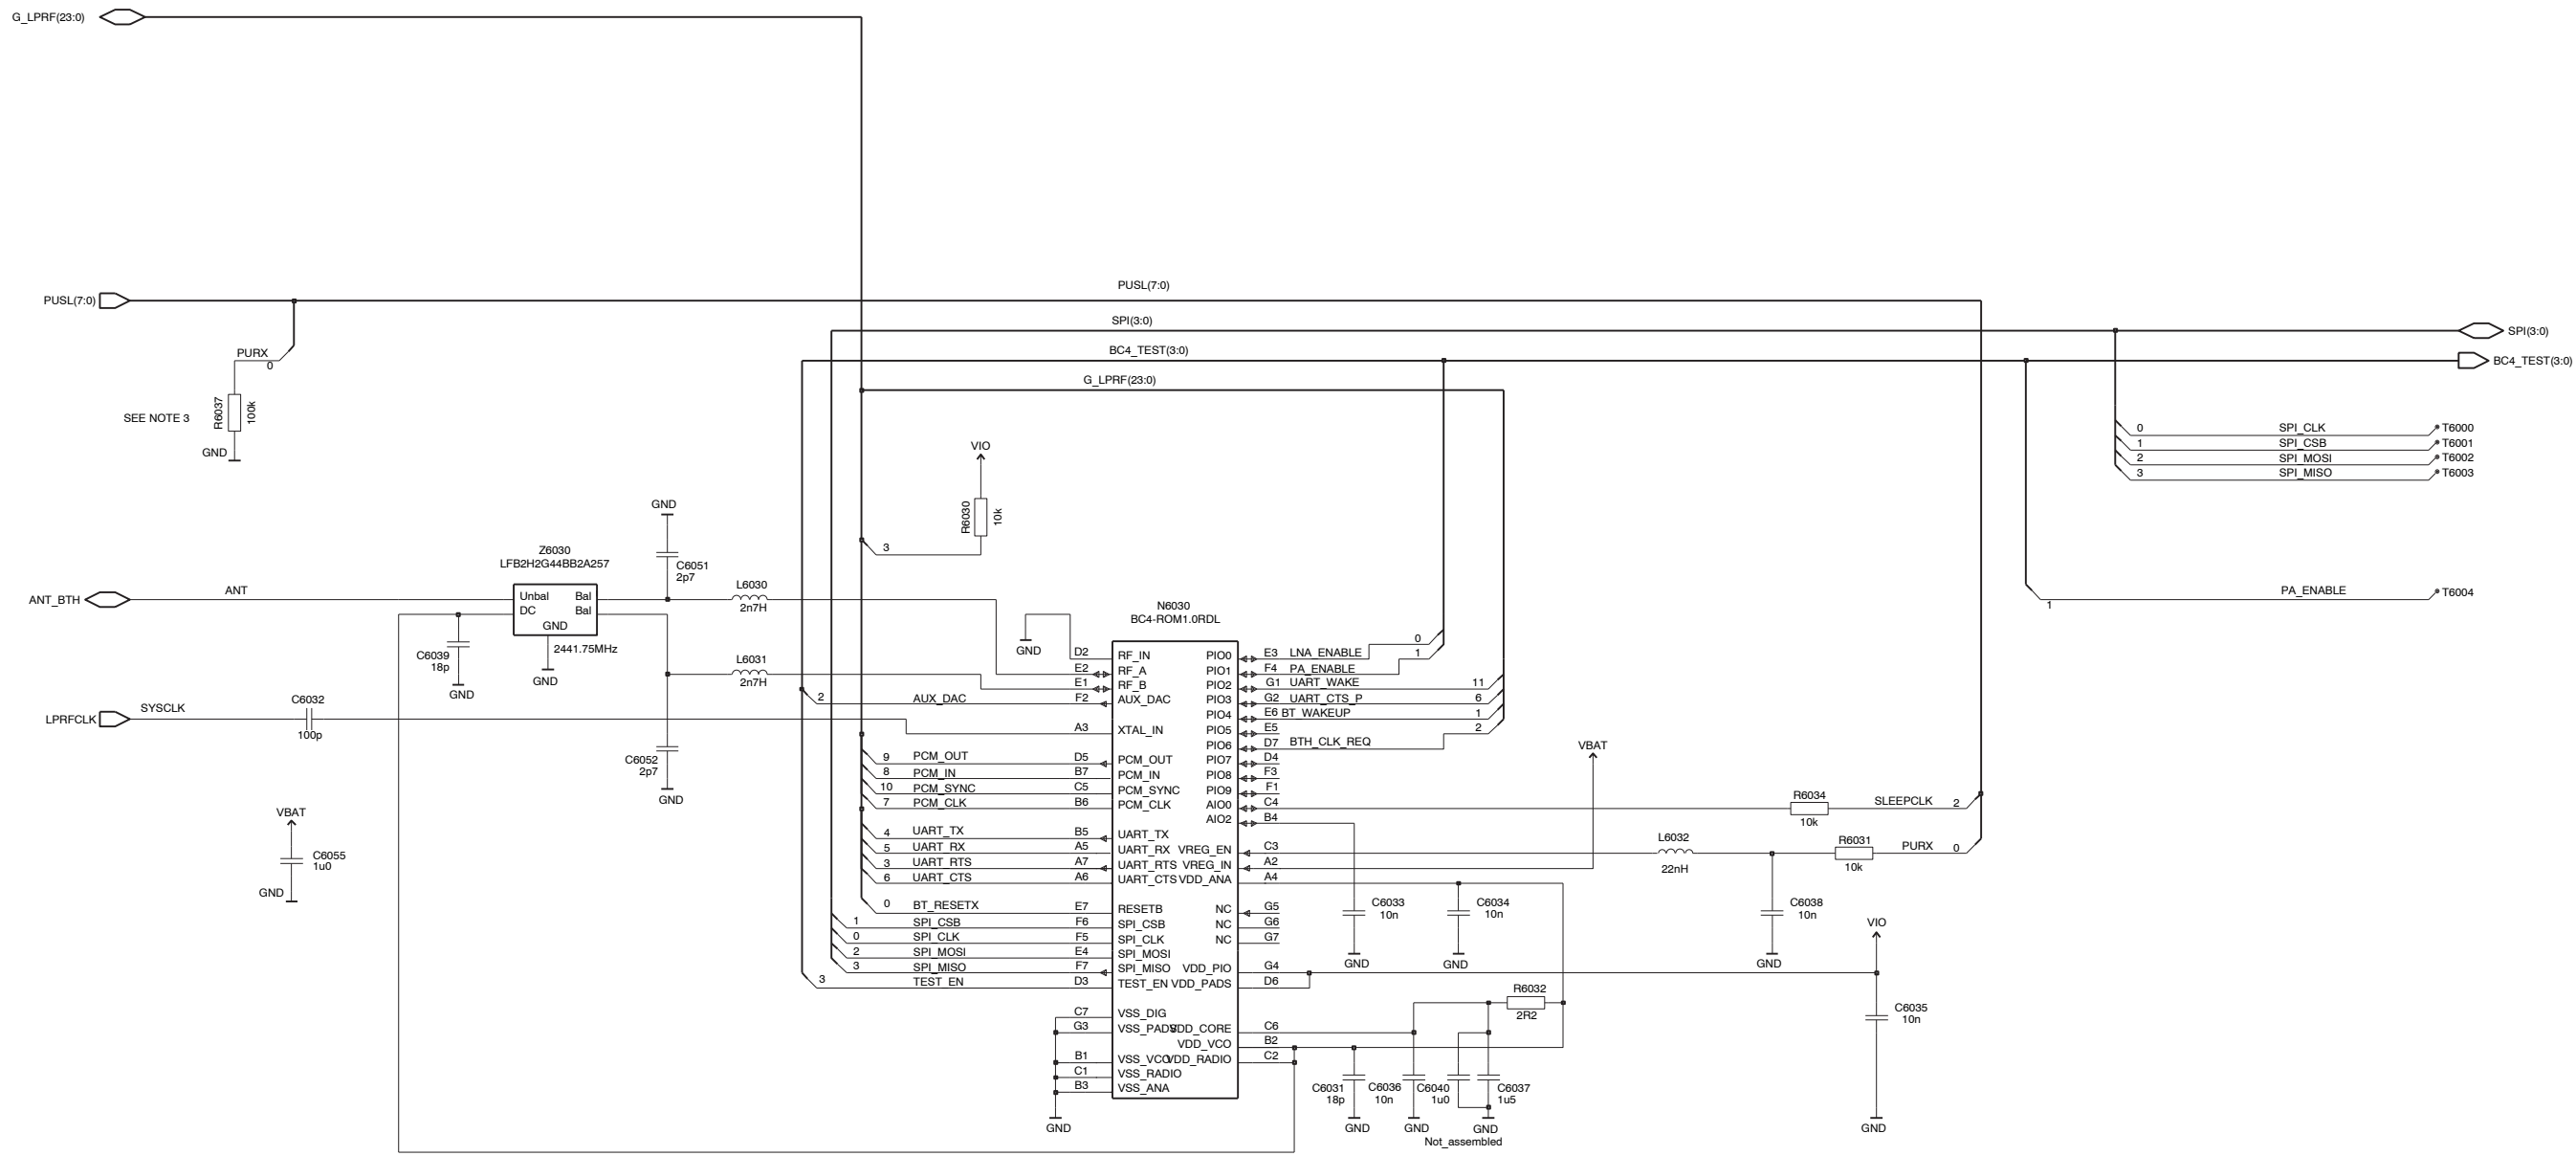 G_LPRF(23:0)
PUSL(7:0)
PUSL(7:0)
SPI(3:0)
SPI(3:0)
BC4_TEST(3:0)
BC4_TEST(3:0)
G_LPRF(23:0)
PURX
0
R6037
100k
SEE NOTE 3
GND
0 SPI_CLK T6000
1 SPI_CSB T6001
2 SPI_MOSI T6002
3 SPI_MISO T6003
VIO
R6030
10k
3
GND
C6051
2p7
Z6030
LFB2H2G44BB2A257
ANT_BTH
ANT
Unbal Bal
DC Bal
GND
2441.75MHz
GND
C6039
18p
GND
L6030
2n7H
L6031
2n7H
C6052
2p7
GND
LPRFCLK
SYSCLK
C6032
100p
VBAT
C6055
1u0
GND
1 PA_ENABLE T6004
N6030
BC4-ROM1.0RDL
GND
D2 RF_IN
E2 RF_A
E1 RF_B
2 AUX_DAC F2 AUX_DAC
A3 XTAL_IN
9 PCM_OUT D5 PCM_OUT
8 PCM_IN B7 PCM_IN
10 PCM_SYNC C5 PCM_SYNC
7 PCM_CLK B6 PCM_CLK
4 UART_TX B5 UART_TX
5 UART_RX A5 UART_RX
3 UART_RTS A7 UART_RTS
6 UART_CTS A6 UART_CTS
0 BT_RESETX E7 RESETB
1 SPI_CSB F6 SPI_CSB
0 SPI_CLK F5 SPI_CLK
2 SPI_MOSI E4 SPI_MOSI
3 SPI_MISO F7 SPI_MISO
3 TEST_EN D3 TEST_EN
C7 VSS_DIG
G3 VSS_PADS
B1 VSS_VCO
C1 VSS_RADIO
B3 VSS_ANA
GND
PIO0 E3 LNA_ENABLE 0
PIO1 F4 PA_ENABLE 1
PIO2 G1 UART_WAKE 11
PIO3 G2 UART_CTS_P 6
PIO4 E6 BT_WAKEUP 1
PIO5 E5 2
PIO6 D7 BTH_CLK_REQ
PIO7 D4
PIO8 F3
PIO9 F1
AIO0 C4
AIO2 B4
VREG_EN C3
VREG_IN A2
VDD_ANA A4
NC G5
NC G6
NC G7
VDD_PIO G4
VDD_PADS D6
VDD_CORE C6
VDD_VCO B2
VDD_RADIO C2
VBAT
R6034
10k
SLEEPCLK 2
L6032
22nH
R6031
10k
PURX 0
C6033
10n
GND
C6034
10n
GND
C6038
10n
GND
VIO
C6035
10n
GND
R6032
2R2
C6031
18p
GND
C6036
10n
GND
C6040
1u0
C6037
1u5
GND
Not_assembled